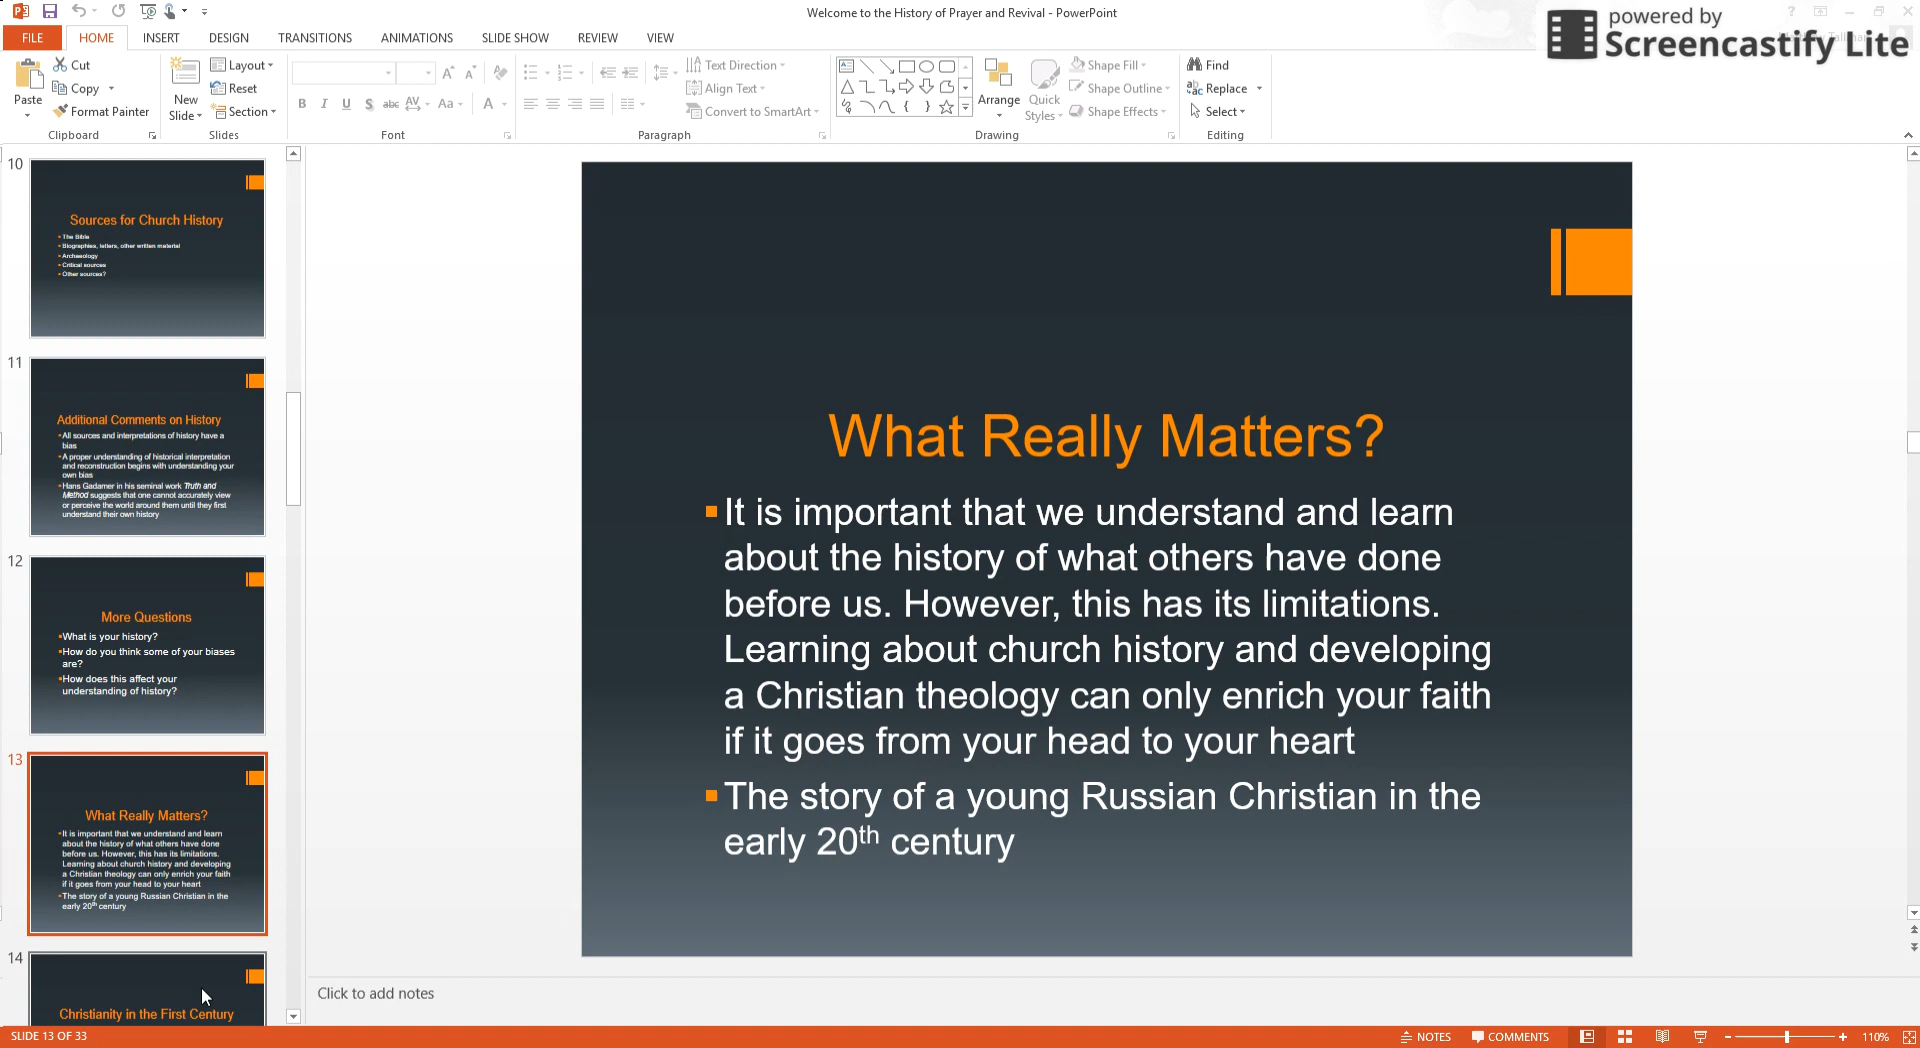 Welcome to the History of Prayer and Revival - PowerPoint
powered by
Screencastify Lite
FILE HOME INSERT DESIGN TRANSITIONS ANIMATIONS SLIDE SHOW REVIEW VIEW
Paste
Cut
Copy
Format Painter
Clipboard
New
Slide
Layout
Reset
Section
Slides
B I U S abc AV Aa A
Font
Text Direction
Align Text
Convert to SmartArt
Paragraph
Arrange
Quick
Styles
Shape Fill
Shape Outline
Shape Effects
Drawing
Find
Replace
Select
Editing
10
Sources for Church History
The Bible
Biographies, letters, other written material
Archaeology
Critical sources
Other sources?
11
Additional Comments on History
All sources and interpretations of history have a
bias
A proper understanding of historical interpretation
and reconstruction begins with understanding your
own bias
Hans Gadamer in his seminal work Truth and
Method suggests that one cannot accurately view
or perceive the world around them until they first
understand their own history
12
More Questions
What is your history?
How do you think some of your biases
are?
How does this affect your
understanding of history?
13
What Really Matters?
It is important that we understand and learn
about the history of what others have done
before us. However, this has its limitations.
Learning about church history and developing
a Christian theology can only enrich your faith
if it goes from your head to your heart
The story of a young Russian Christian in the
early 20th century
14
Christianity in the First Century
What Really Matters?
It is important that we understand and learn
about the history of what others have done
before us. However, this has its limitations.
Learning about church history and developing
a Christian theology can only enrich your faith
if it goes from your head to your heart
The story of a young Russian Christian in the
early 20th century
Click to add notes
SLIDE 13 OF 33
NOTES COMMENTS 110%